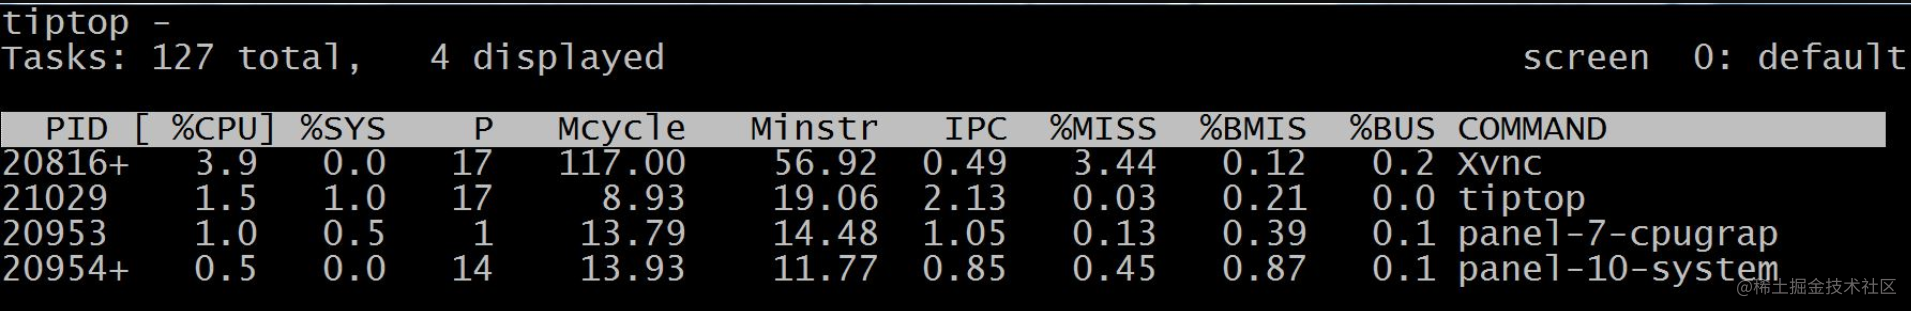 tiptop -
Tasks: 127 total,   4 displayed                                        screen  0: default
  PID [ %CPU] %SYS    P   Mcycle   Minstr   IPC  %MISS  %BMIS  %BUS COMMAND
20816+   3.9   0.0   17   117.00    56.92  0.49   3.44   0.12   0.2 Xvnc
21029    1.5   1.0   17     8.93    19.06  2.13   0.03   0.21   0.0 tiptop
20953    1.0   0.5    1    13.79    14.48  1.05   0.13   0.39   0.1 panel-7-cpugrap
20954+   0.5   0.0   14    13.93    11.77  0.85   0.45   0.87   0.1 panel-10-system
@稀土掘金技术社区